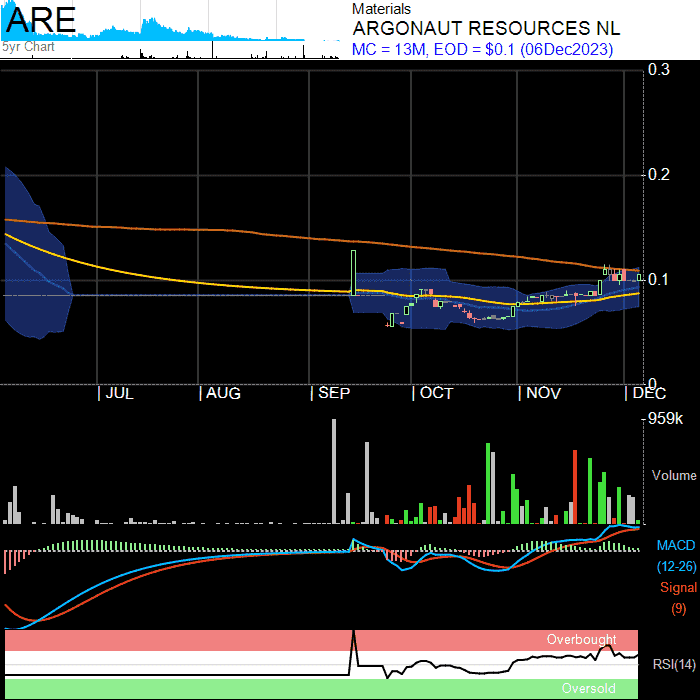 ARE
5yr Chart
Materials
ARGONAUT RESOURCES NL
MC = 13M, EOD = $0.1 (06Dec2023)
0.3
0.2
0.1
0
JUL
AUG
SEP
OCT
NOV
DEC
959k
Volume
MACD
(12-26)
Signal
(9)
Overbought
RSI(14)
Oversold